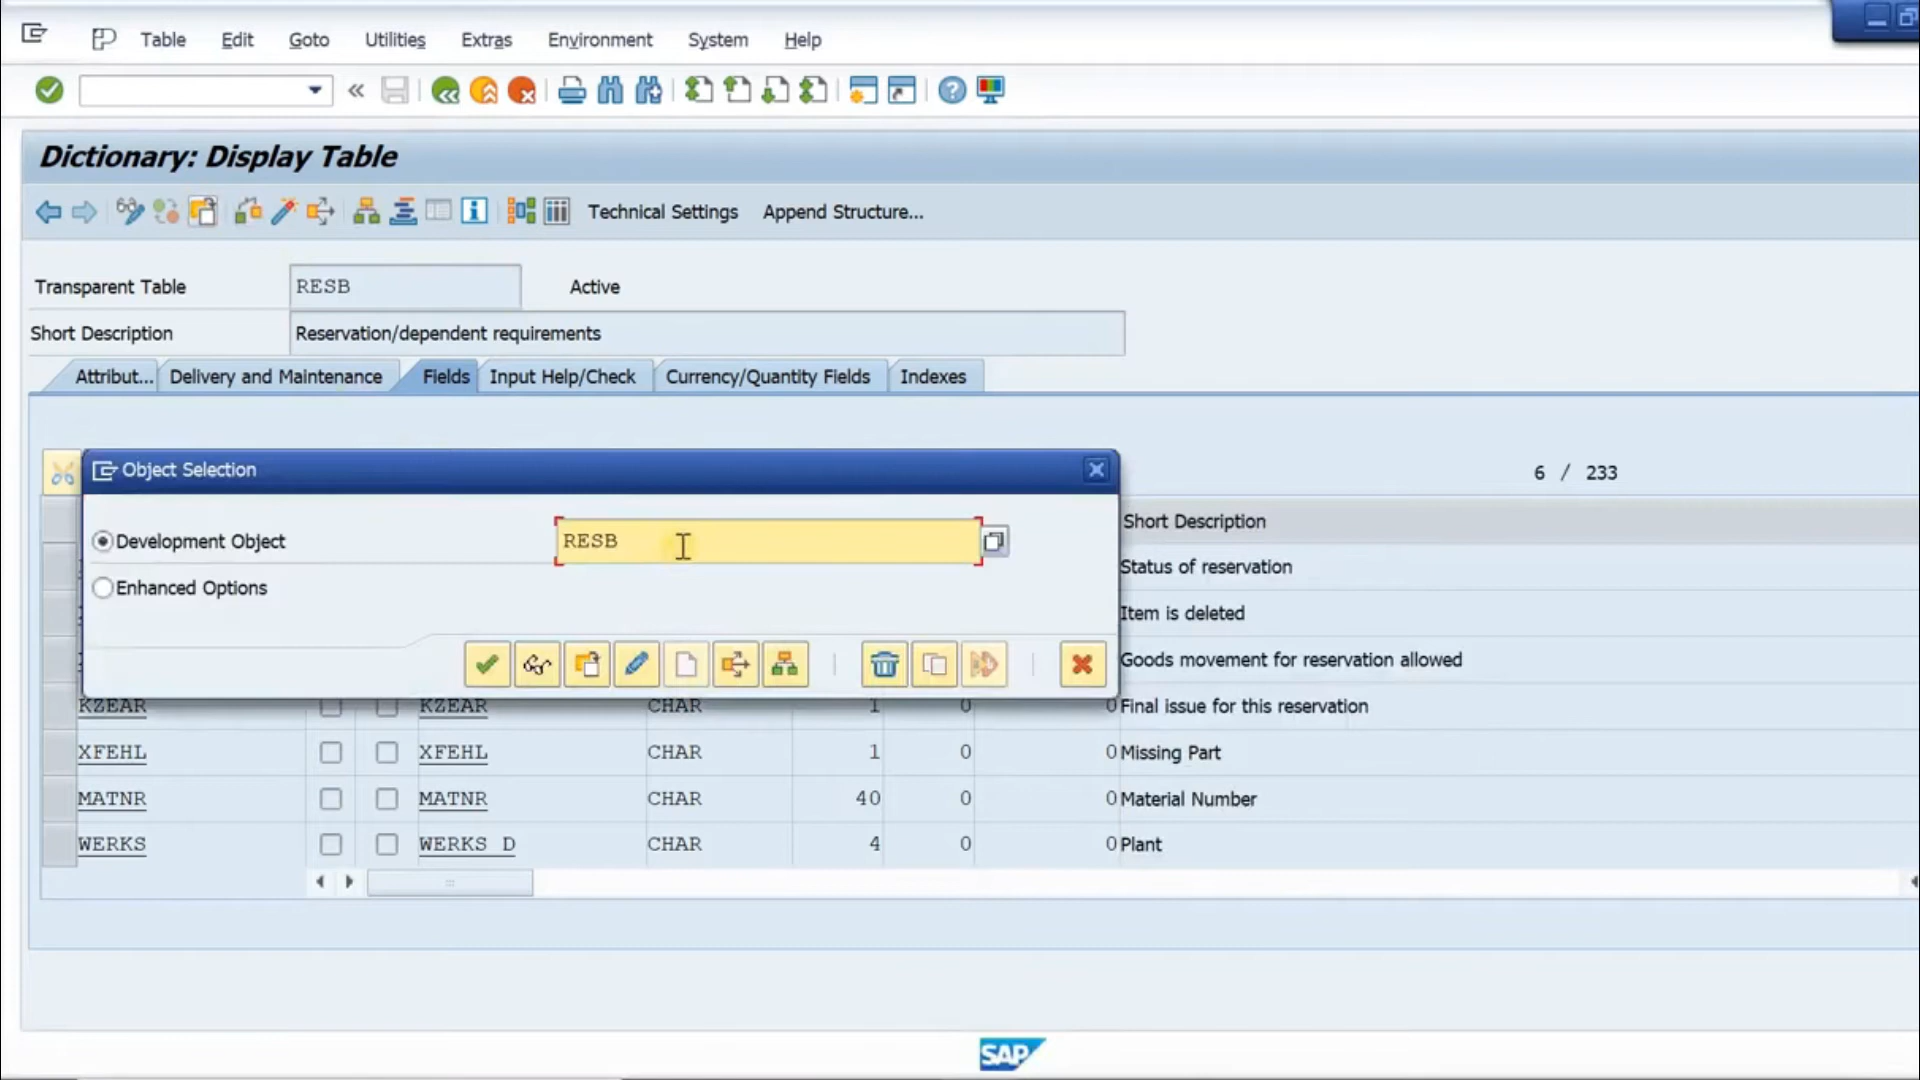 Table Edit Goto Utilities Extras Environment System Help
Dictionary: Display Table
Technical Settings Append Structure...
Transparent Table RESB Active
Short Description Reservation/dependent requirements
Attribut... Delivery and Maintenance Fields Input Help/Check Currency/Quantity Fields Indexes
Object Selection
6 / 233
Development Object RESB
Enhanced Options
Short Description
Status of reservation
Item is deleted
Goods movement for reservation allowed
KZEAR KZEAR CHAR 1 0 0 Final issue for this reservation
XFEHL XFEHL CHAR 1 0 0 Missing Part
MATNR MATNR CHAR 40 0 0 Material Number
WERKS WERKS_D CHAR 4 0 0 Plant
SAP